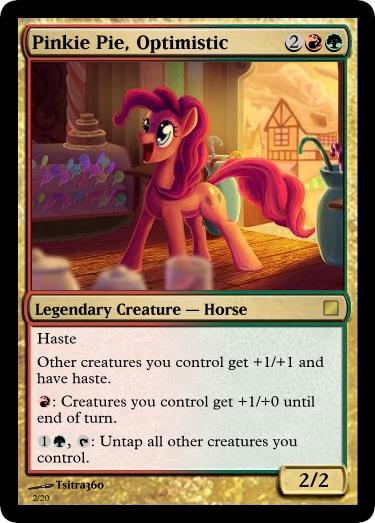 Pinkie Pie, Optimistic 2
Legendary Creature — Horse
Haste
Other creatures you control get +1/+1 and
have haste.
: Creatures you control get +1/+0 until
end of turn.
1 , : Untap all other creatures you
control.
2/2
Tsitra360
2/20